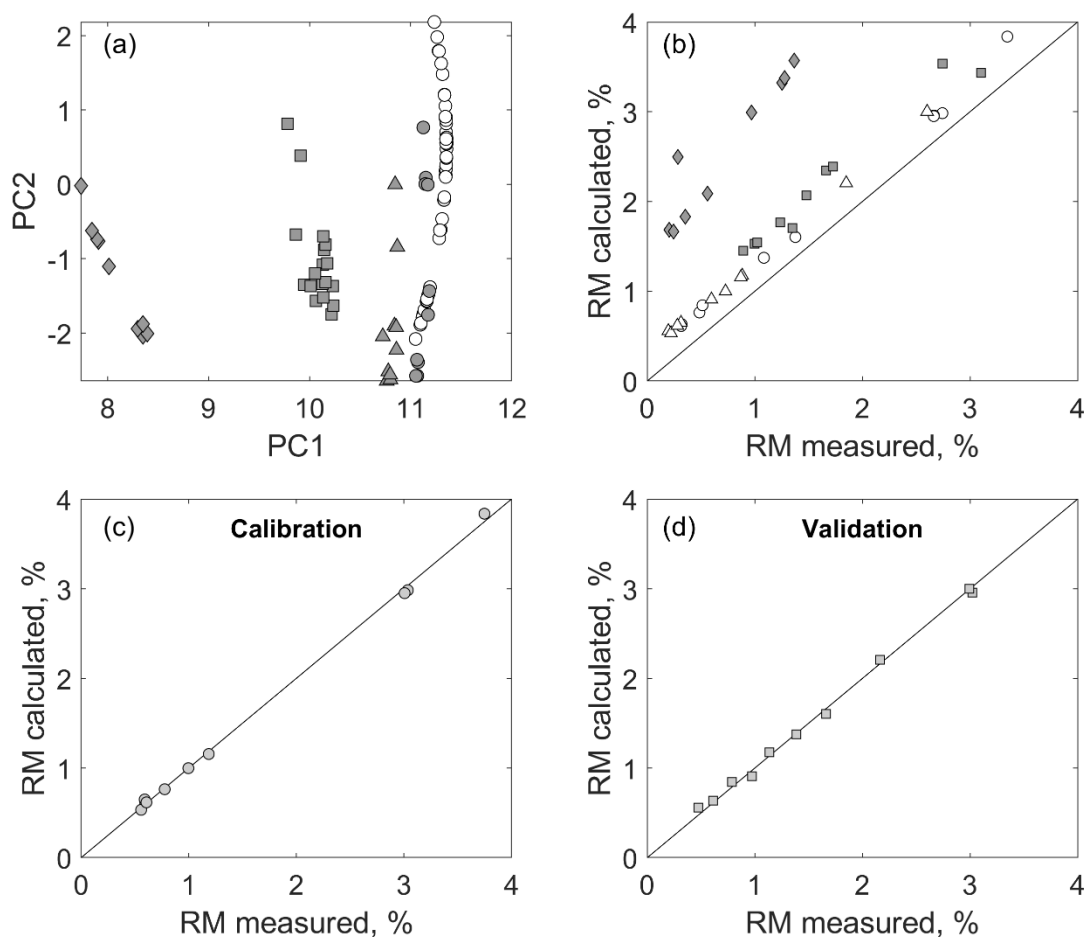 (a)
2
1
0
-1
-2
PC2
8 9 10 11 12
PC1
(b)
4
3
2
1
0
RM calculated, %
0 1 2 3 4
RM measured, %
(c) Calibration
4
3
2
1
0
RM calculated, %
0 1 2 3 4
RM measured, %
(d) Validation
4
3
2
1
0
RM calculated, %
0 1 2 3 4
RM measured, %